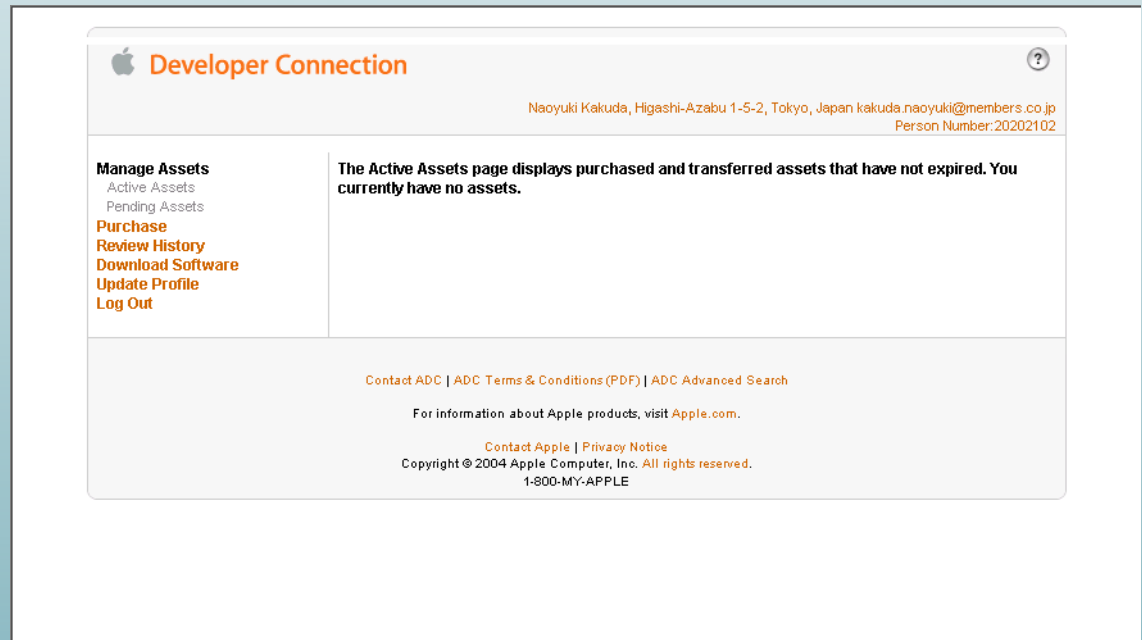 Developer Connection
?
Naoyuki Kakuda, Higashi-Azabu 1-5-2, Tokyo, Japan kakuda.naoyuki@members.co.jp
Person Number:20202102
Manage Assets
Active Assets
Pending Assets
Purchase
Review History
Download Software
Update Profile
Log Out
The Active Assets page displays purchased and transferred assets that have not expired. You
currently have no assets.
Contact ADC | ADC Terms & Conditions (PDF) | ADC Advanced Search
For information about Apple products, visit Apple.com.
Contact Apple | Privacy Notice
Copyright © 2004 Apple Computer, Inc. All rights reserved.
1-800-MY-APPLE